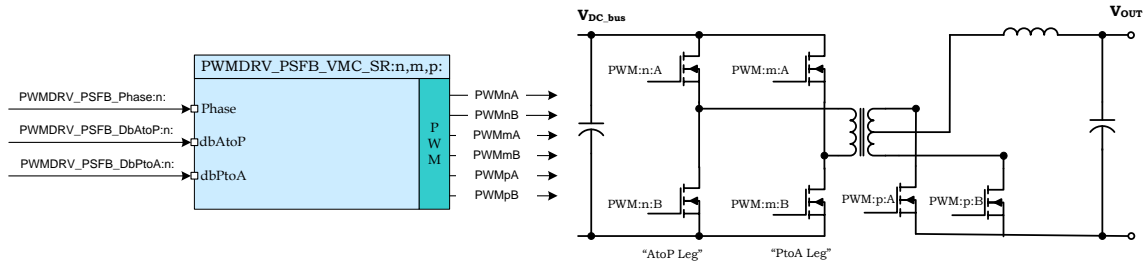 PWMDRV_PSFB_VMC_SR:n,m,p:
PWMDRV_PSFB_Phase:n:
PWMDRV_PSFB_DbAtoP:n:
PWMDRV_PSFB_DbPtoA:n:
Phase
dbAtoP
dbPtoA
P
W
M
PWMnA
PWMnB
PWMmA
PWMmB
PWMpA
PWMpB
VDC_bus
VOUT
PWM:n:A
PWM:m:A
PWM:n:B
PWM:m:B
PWM:p:A
PWM:p:B
“AtoP Leg”
“PtoA Leg”